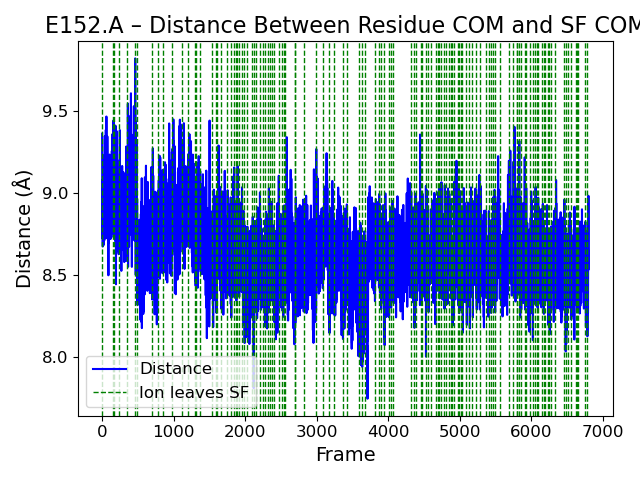 E152.A – Distance Between Residue COM and SF COM
Distance (Å)
9.5
9.0
8.5
8.0
Distance
Ion leaves SF
0 1000 2000 3000 4000 5000 6000 7000
Frame